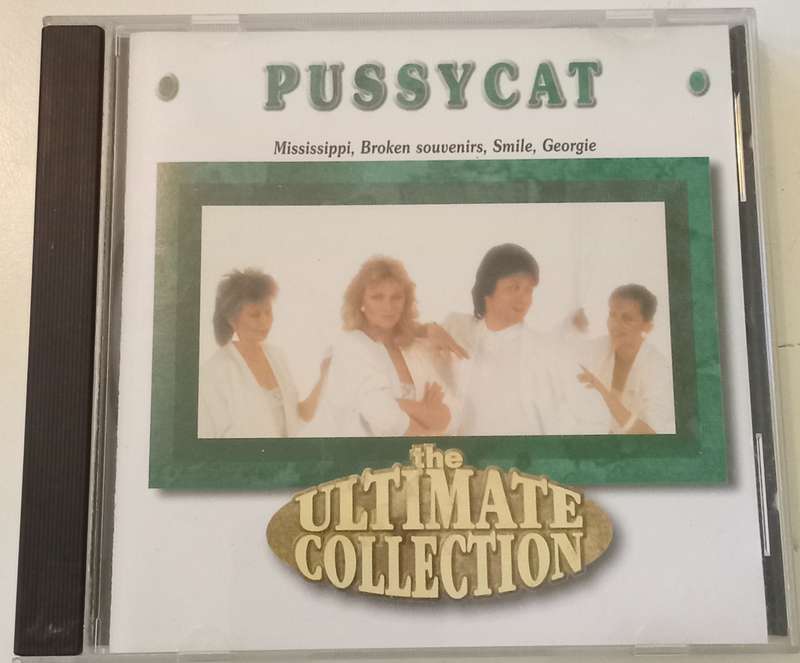 PUSSYCAT
Mississippi, Broken souvenirs, Smile, Georgie
the
ULTIMATE
COLLECTION